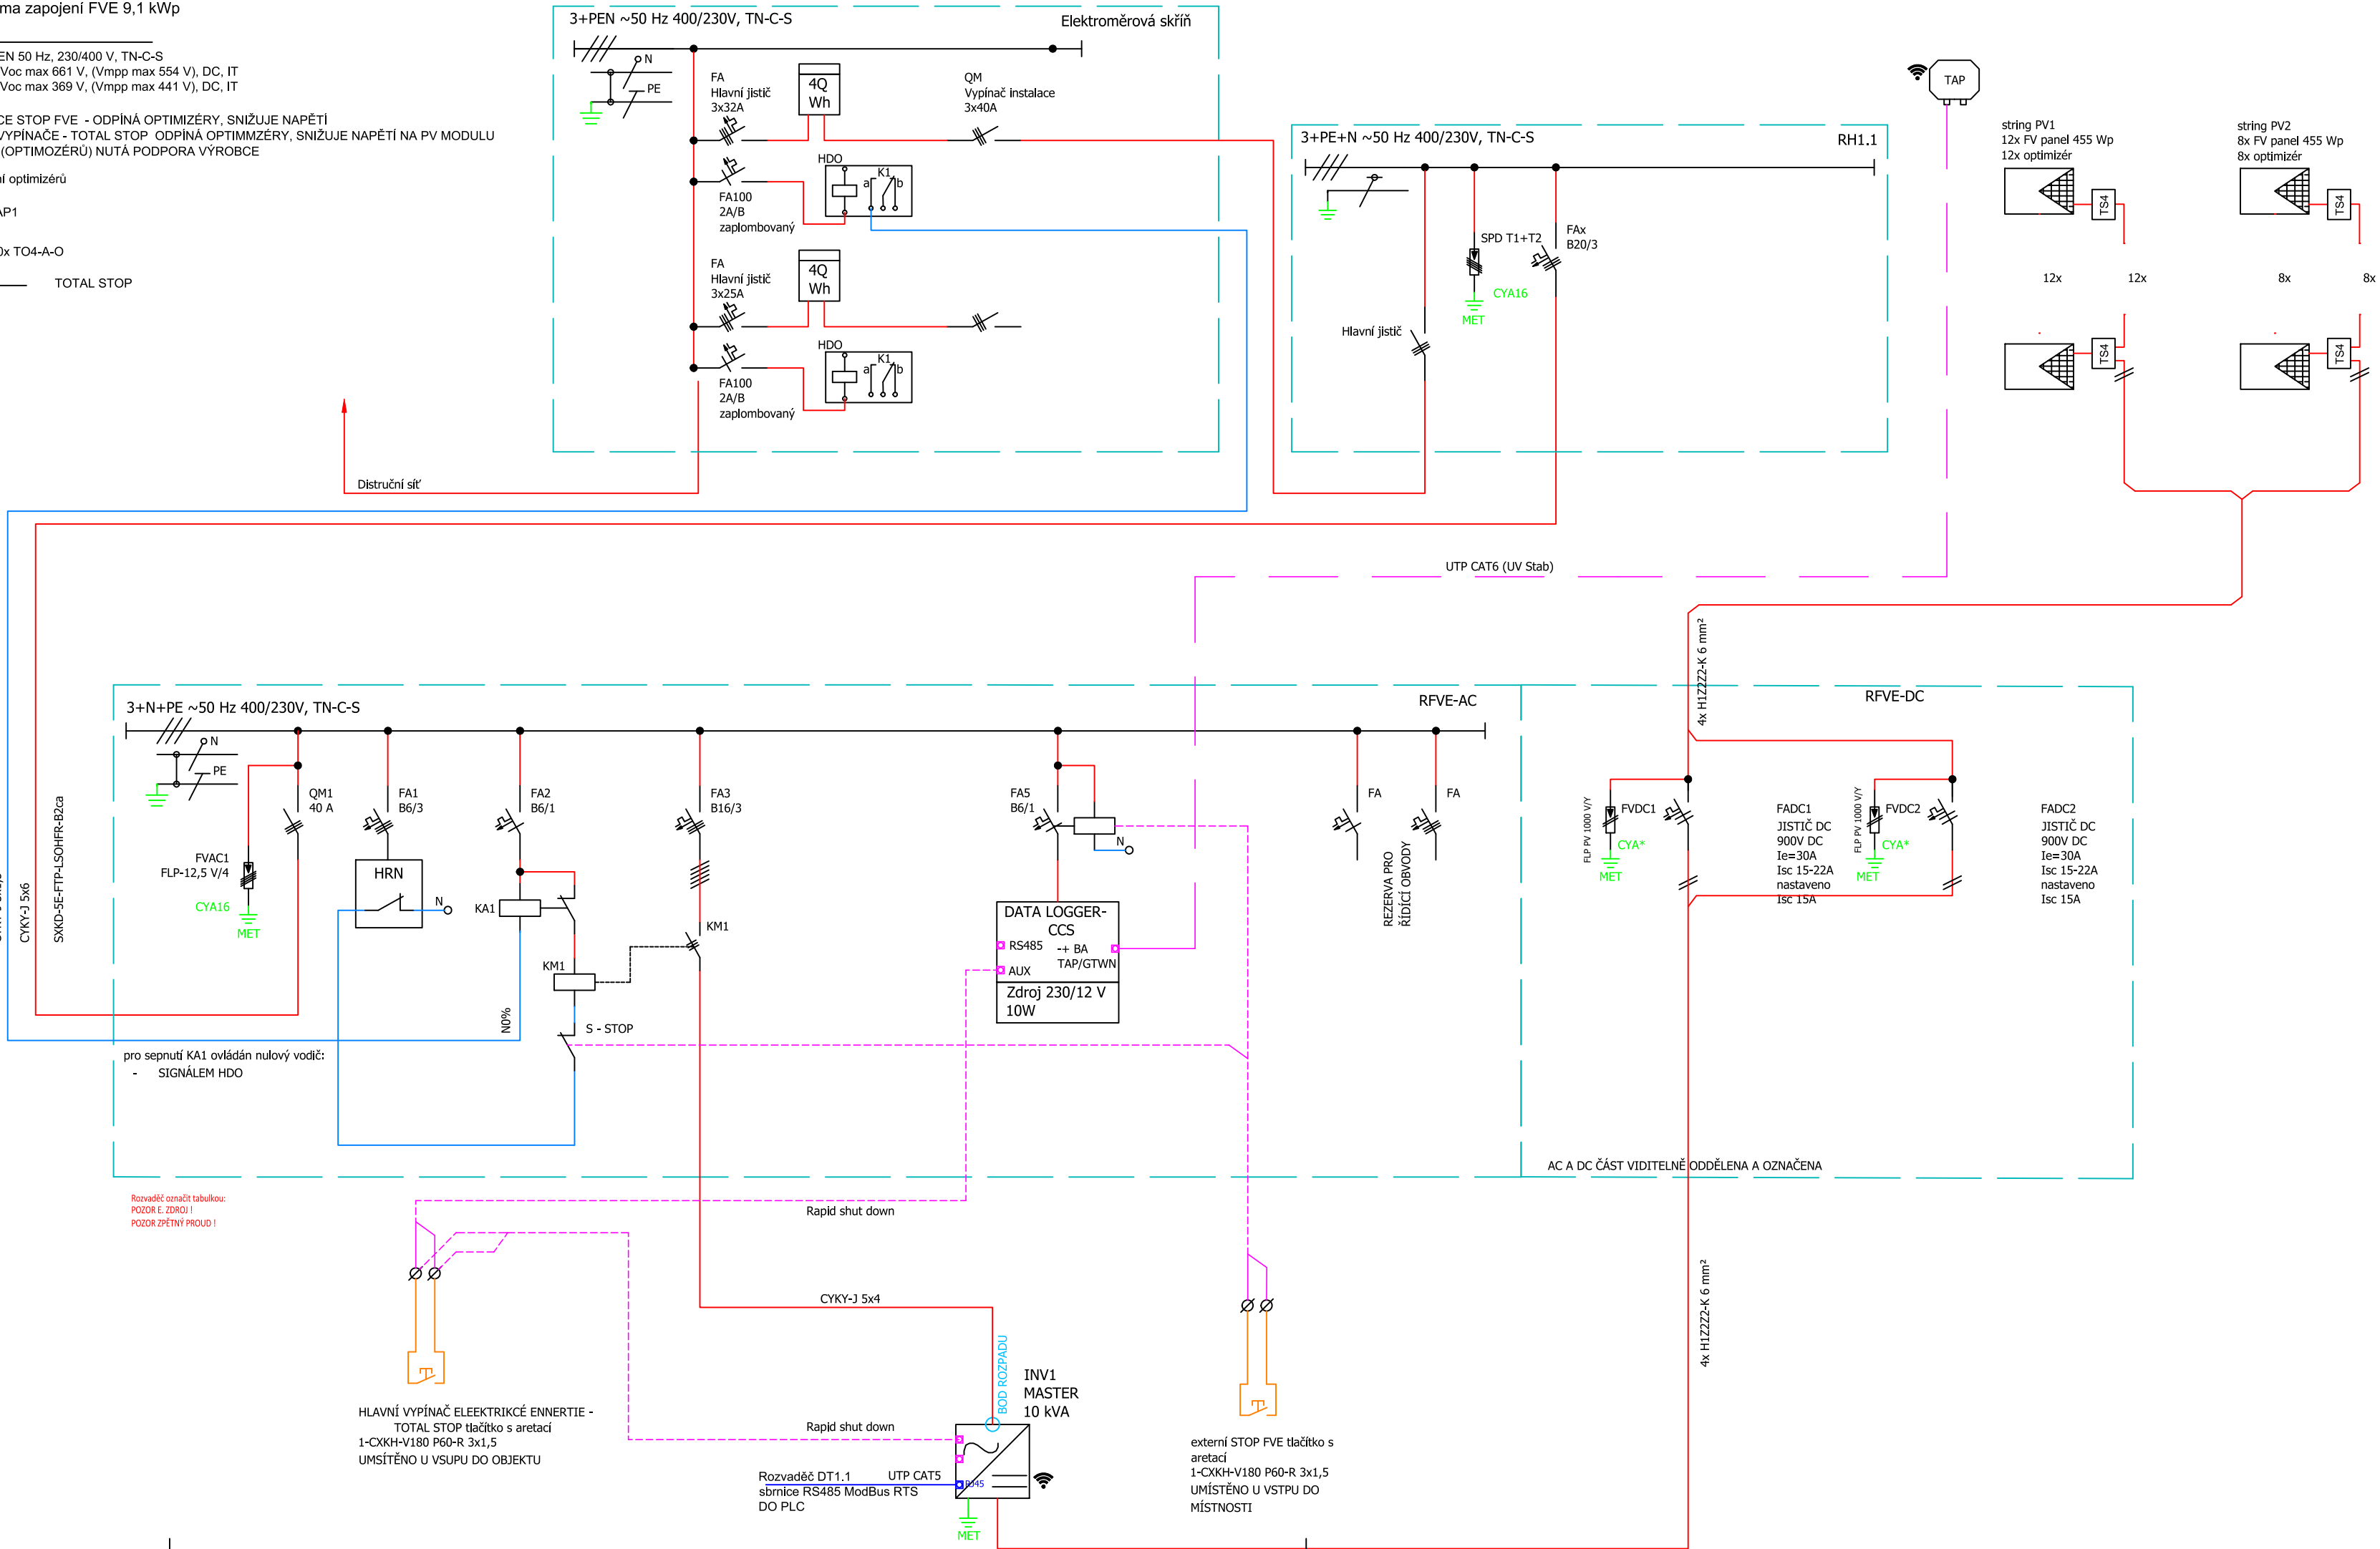 ma zapojení FVE 9,1 kWp
EN 50 Hz, 230/400 V, TN-C-S
Voc max 661 V, (Vmpp max 554 V), DC, IT
Voc max 369 V, (Vmpp max 441 V), DC, IT
CE STOP FVE - ODPÍNÁ OPTIMIZÉRY, SNIŽUJE NAPĚTÍ
VYPÍNAČE - TOTAL STOP ODPÍNÁ OPTIMMZÉRY, SNIŽUJE NAPĚTÍ NA PV MODULU
(OPTIMOZÉRŮ) NUTÁ PODPORA VÝROBCE
ní optimizérů
AP1
0x TO4-A-O
TOTAL STOP
3+PEN ~50 Hz 400/230V, TN-C-S
Elektroměrová skříň
N
PE
FA
Hlavní jistič
3x32A
4Q
Wh
QM
Vypínač instalace
3x40A
HDO
K1
a
b
FA100
2A/B
zaplombovaný
FA
Hlavní jistič
3x25A
4Q
Wh
HDO
K1
a
b
FA100
2A/B
zaplombovaný
Distruční síť
3+PE+N ~50 Hz 400/230V, TN-C-S
RH1.1
SPD T1+T2
FAx
B20/3
CYA16
MET
Hlavní jistič
TAP
string PV1
12x FV panel 455 Wp
12x optimizér
TS4
12x
12x
TS4
string PV2
8x FV panel 455 Wp
8x optimizér
TS4
8x
8x
TS4
UTP CAT6 (UV Stab)
4x H1Z2Z2-K 6 mm²
CYKY-J 5x6
SXKD-5E-FTP-LSOHFR-B2ca
3+N+PE ~50 Hz 400/230V, TN-C-S
RFVE-AC
RFVE-DC
N
PE
QM1
40 A
FVAC1
FLP-12,5 V/4
CYA16
MET
FA1
B6/3
HRN
N
FA2
B6/1
KA1
KM1
N0%
S - STOP
FA3
B16/3
KM1
FA5
B6/1
N
DATA LOGGER-
CCS
RS485
-+ BA
TAP/GTWN
AUX
Zdroj 230/12 V
10W
FA
FA
REZERVA PRO
ŘÍDÍCÍ OBVODY
FLP PV 1000 V/Y
FVDC1
CYA*
MET
FADC1
JISTIČ DC
900V DC
Ie=30A
Isc 15-22A
nastaveno
Isc 15A
FLP PV 1000 V/Y
FVDC2
CYA*
MET
FADC2
JISTIČ DC
900V DC
Ie=30A
Isc 15-22A
nastaveno
Isc 15A
pro sepnutí KA1 ovládán nulový vodič:
- SIGNÁLEM HDO
AC A DC ČÁST VIDITELNĚ ODDĚLENA A OZNAČENA
Rozvaděč označit tabulkou:
POZOR E. ZDROJ !
POZOR ZPĚTNÝ PROUD !
Rapid shut down
CYKY-J 5x4
4x H1Z2Z2-K 6 mm²
BOD ROZPADU
INV1
MASTER
10 kVA
HLAVNÍ VYPÍNAČ ELEEKTRIKCÉ ENNERTIE -
TOTAL STOP tlačítko s aretací
1-CXKH-V180 P60-R 3x1,5
UMSÍTĚNO U VSUPU DO OBJEKTU
Rapid shut down
Rozvaděč DT1.1
UTP CAT5
sbrnice RS485 ModBus RTS
DO PLC
RJ45
MET
externí STOP FVE tlačítko s
aretací
1-CXKH-V180 P60-R 3x1,5
UMÍSTĚNO U VSTPU DO
MÍSTNOSTI